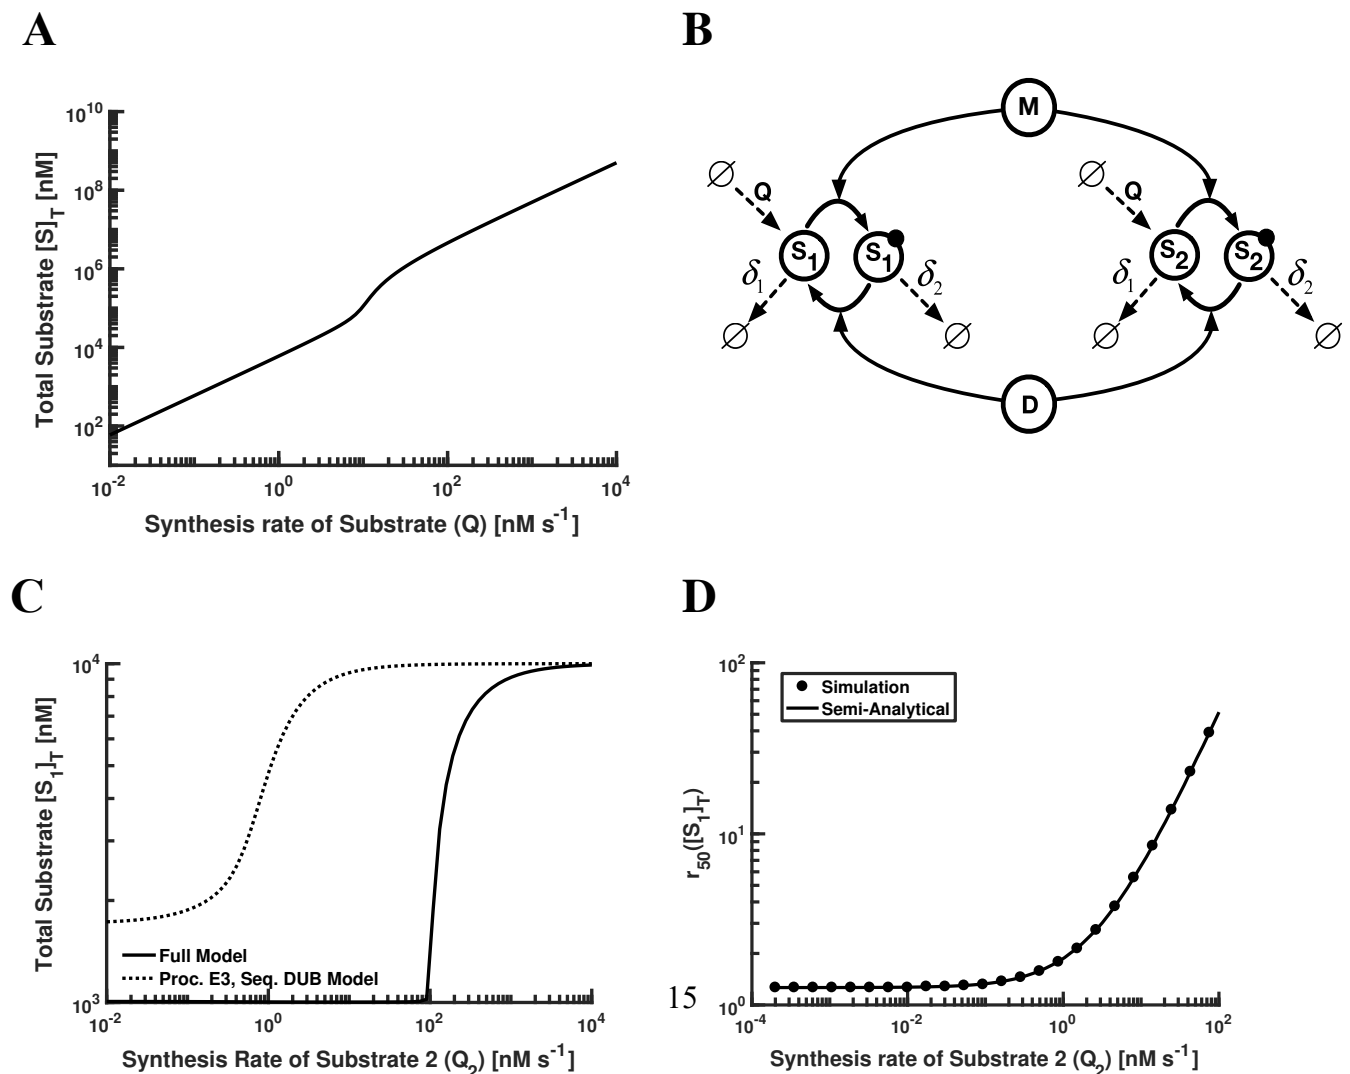 A
10^10
10^8
10^6
10^4
10^2
Total Substrate [S]_T [nM]
10^-2
10^0
10^2
10^4
Synthesis rate of Substrate (Q) [nM s^-1]
B
M
∅
Q
S_1
S_1
δ_1
δ_2
∅
∅
∅
Q
S_2
S_2
δ_1
δ_2
∅
∅
D
C
10^4
10^3
Total Substrate [S_1]_T [nM]
Full Model
Proc. E3, Seq. DUB Model
10^-2
10^0
10^2
10^4
Synthesis Rate of Substrate 2 (Q_2) [nM s^-1]
D
10^2
10^1
10^0
r_50([S_1]_T)
Simulation
Semi-Analytical
15
10^-4
10^-2
10^0
10^2
Synthesis rate of Substrate 2 (Q_2) [nM s^-1]